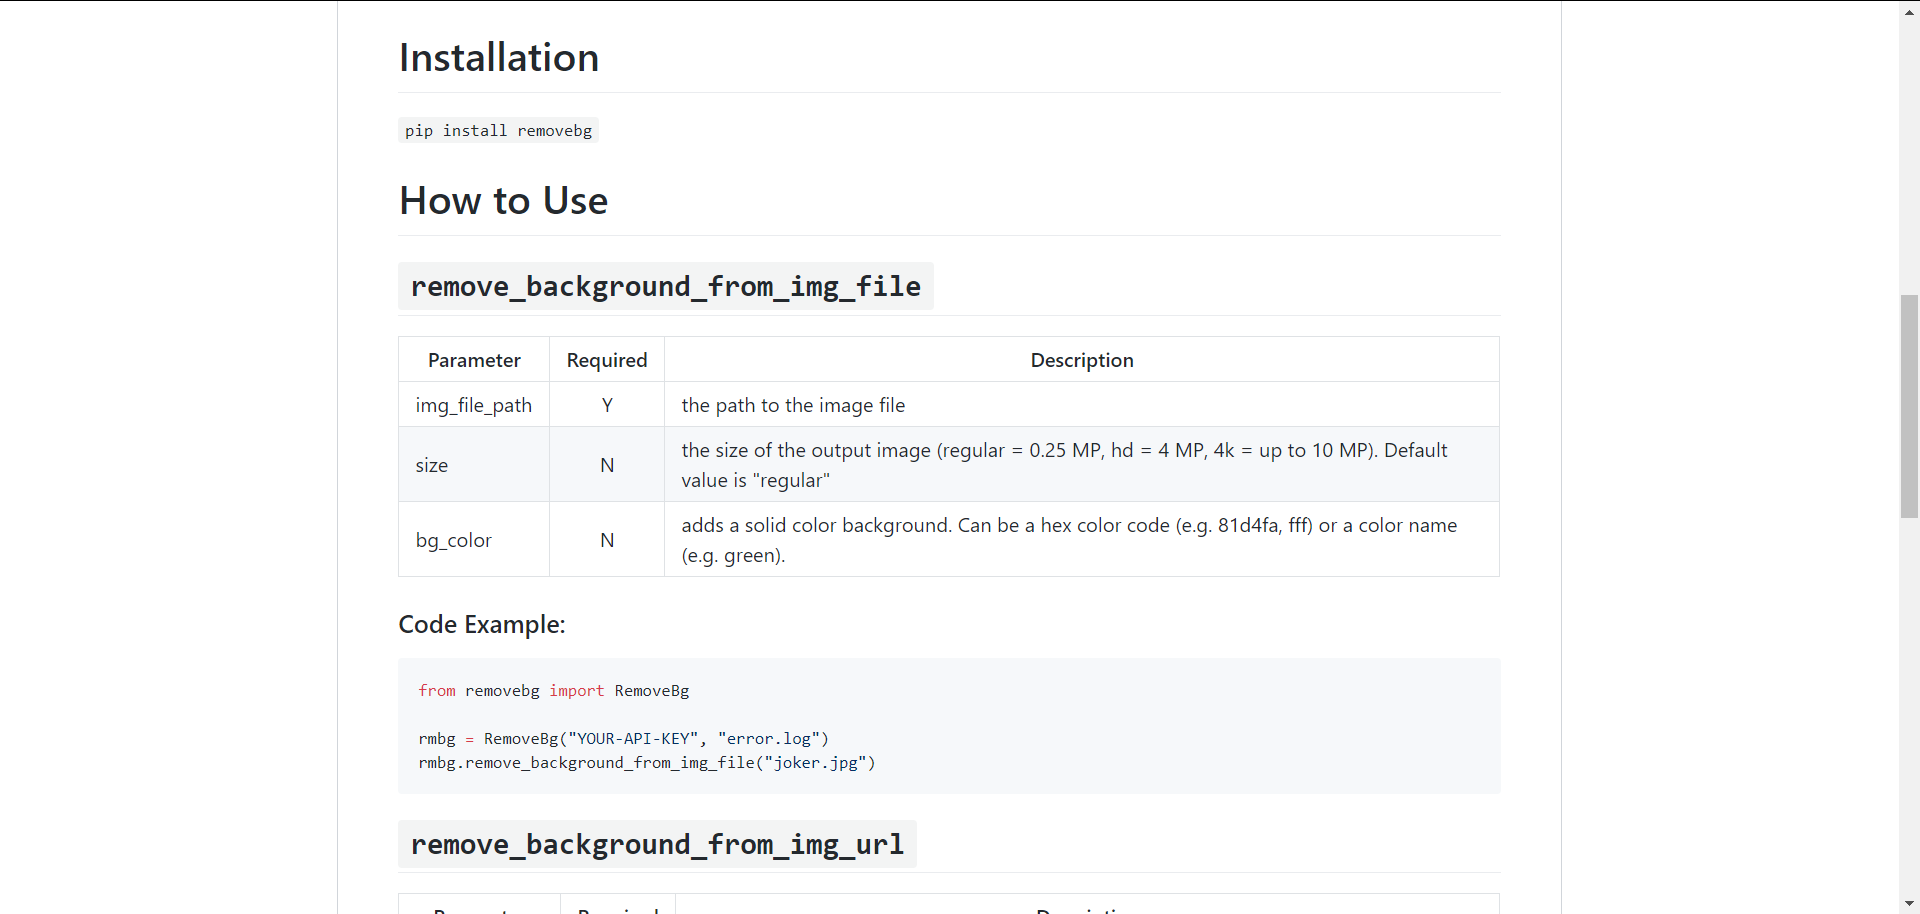 Installation
pip install removebg
How to Use
remove_background_from_img_file
Parameter Required Description
img_file_path Y the path to the image file
size N the size of the output image (regular = 0.25 MP, hd = 4 MP, 4k = up to 10 MP). Default
value is "regular"
bg_color N adds a solid color background. Can be a hex color code (e.g. 81d4fa, fff) or a color name
(e.g. green).
Code Example:
from removebg import RemoveBg
rmbg = RemoveBg("YOUR-API-KEY", "error.log")
rmbg.remove_background_from_img_file("joker.jpg")
remove_background_from_img_url